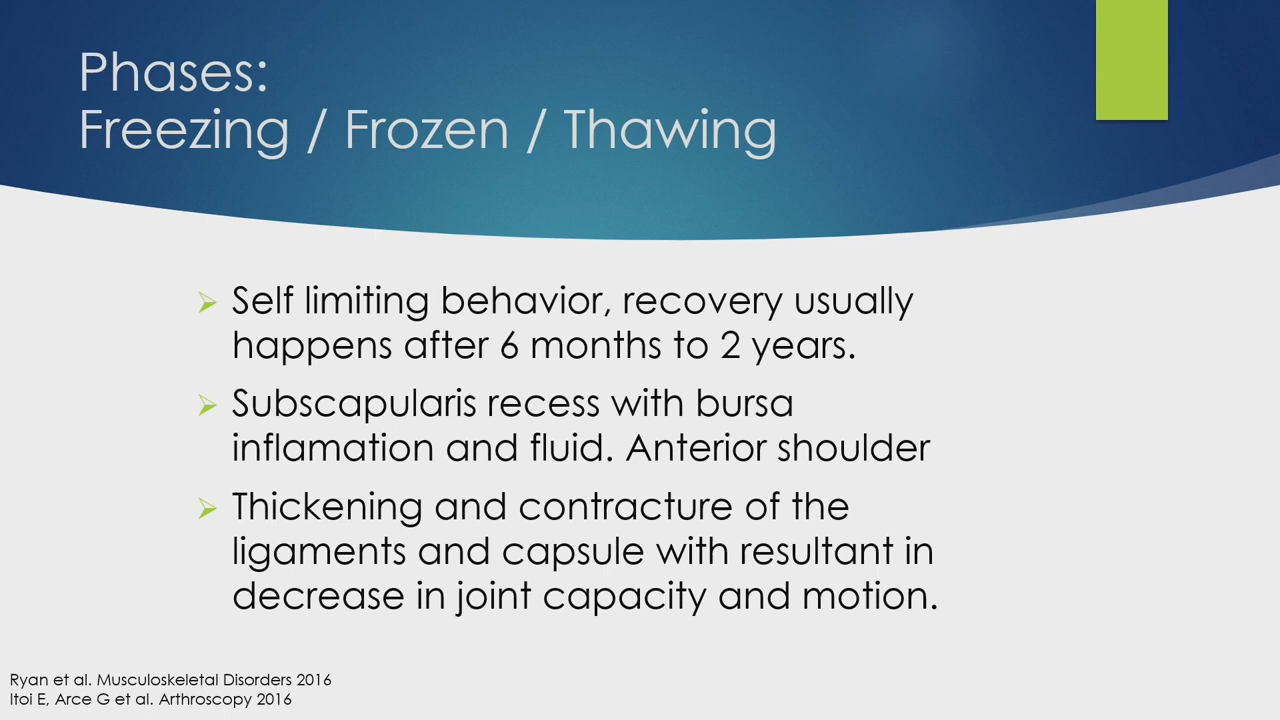 Phases:
Freezing / Frozen / Thawing
Self limiting behavior, recovery usually
happens after 6 months to 2 years.
Subscapularis recess with bursa
inflamation and fluid. Anterior shoulder
Thickening and contracture of the
ligaments and capsule with resultant in
decrease in joint capacity and motion.
Ryan et al. Musculoskeletal Disorders 2016
Itoi E, Arce G et al. Arthroscopy 2016